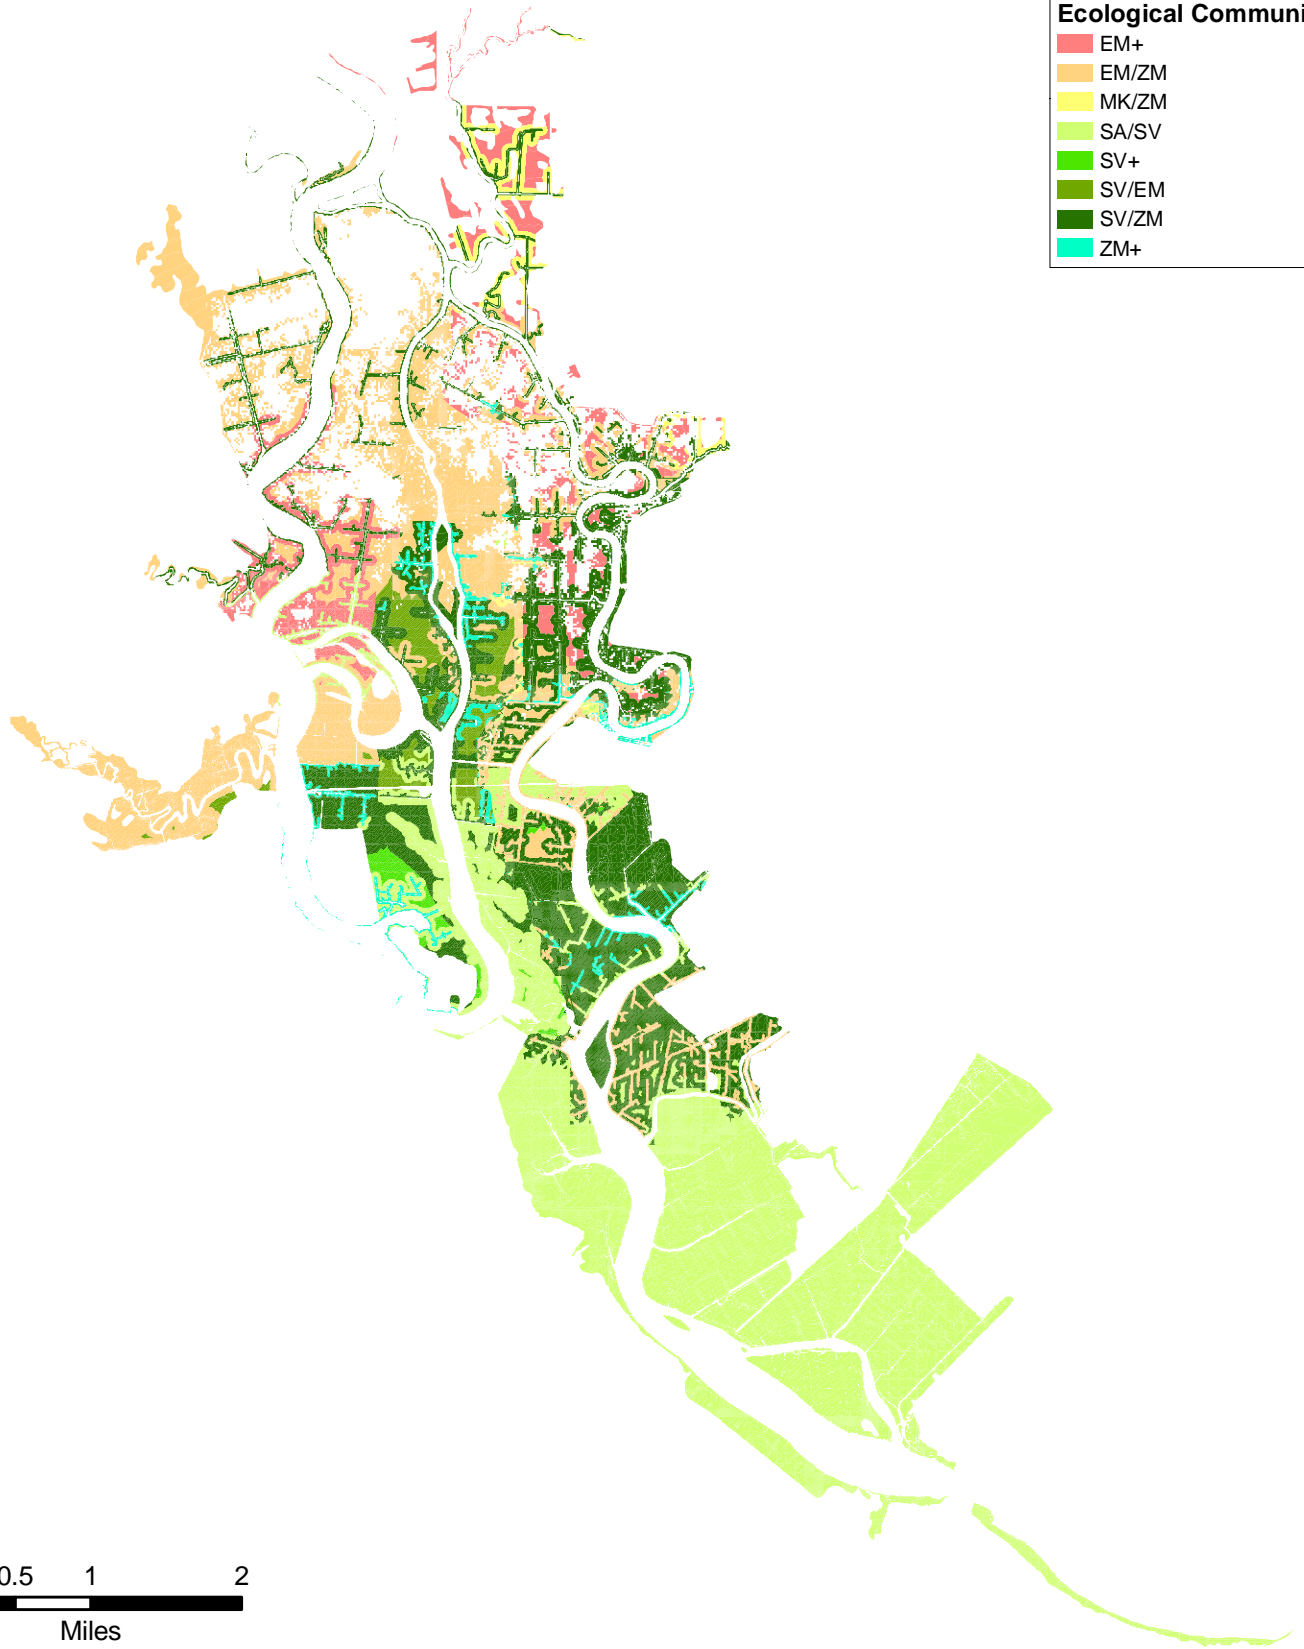 Ecological Communi
EM+
EM/ZM
MK/ZM
SA/SV
SV+
SV/EM
SV/ZM
ZM+
0.5 1 2
Miles